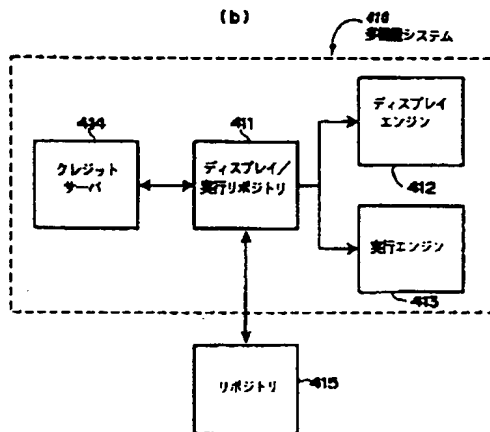 (b)
416
多機能システム
414
クレジット
サーバ
411
ディスプレイ/
実行リポジトリ
ディスプレイ
エンジン
412
実行エンジン
413
リポジトリ
415